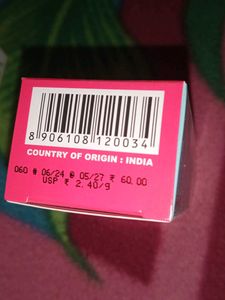 8 906108 120034
COUNTRY OF ORIGIN : INDIA
060 # 06/24 @ 05/27 ₹ 60.00
USP ₹ 2.40/g